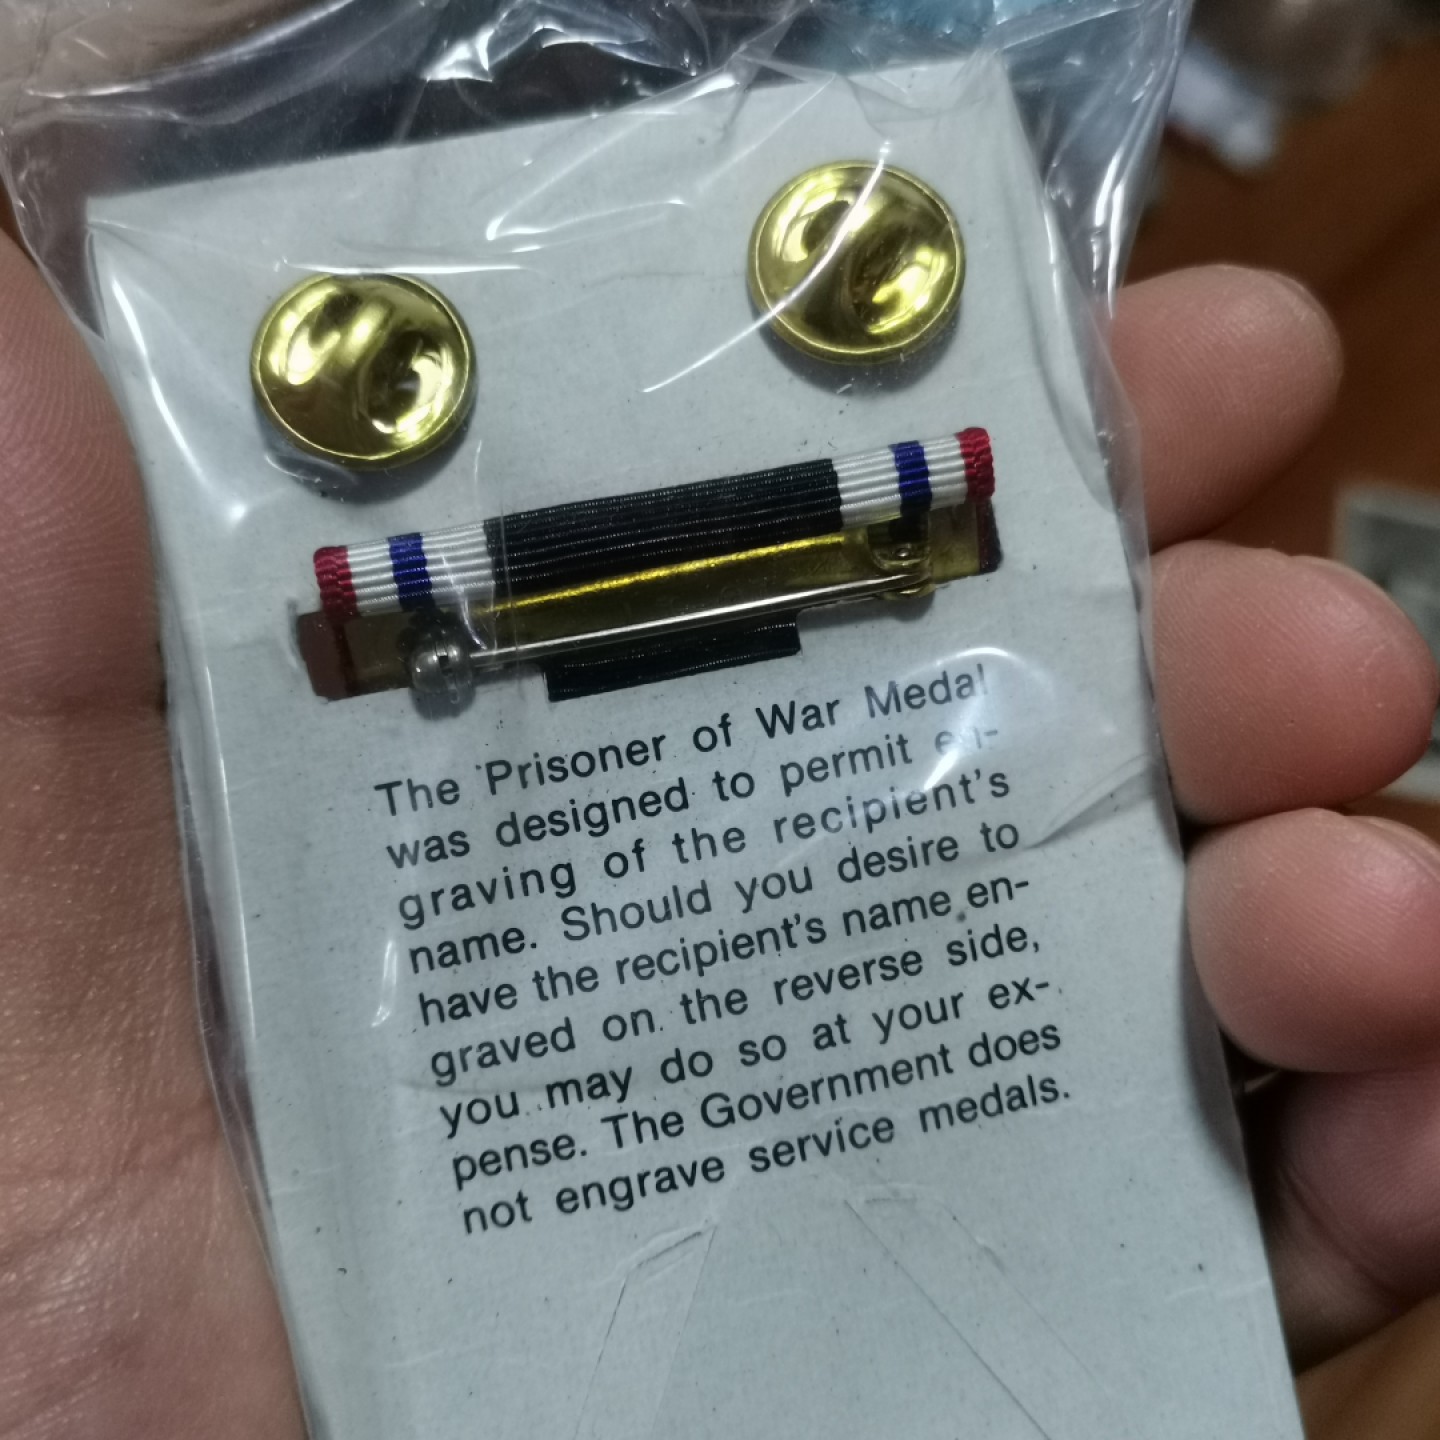 The Prisoner of War Medal
was designed to permit en-
graving of the recipient's
name. Should you desire to
have the recipient's name en-
graved on the reverse side,
you may do so at your ex-
pense. The Government does
not engrave service medals.